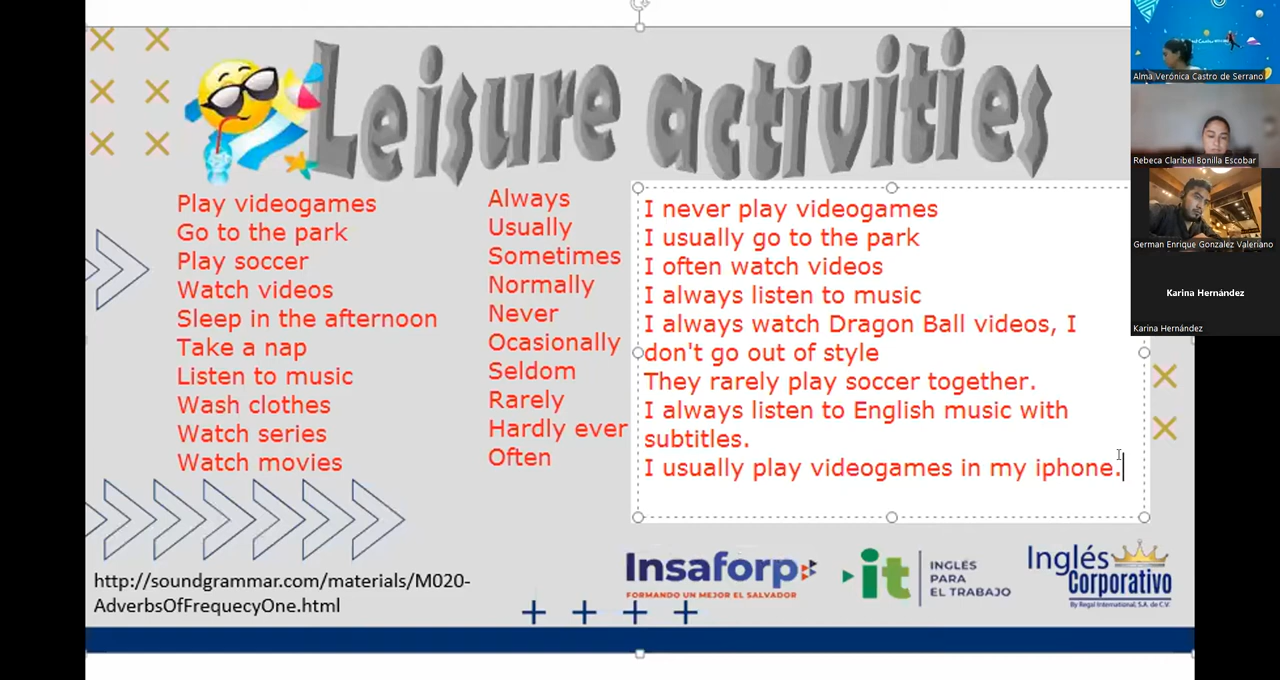 Leisure activities
Play videogames
Go to the park
Play soccer
Watch videos
Sleep in the afternoon
Take a nap
Listen to music
Wash clothes
Watch series
Watch movies
Always
Usually
Sometimes
Normally
Never
Ocasionally
Seldom
Rarely
Hardly ever
Often
I never play videogames
I usually go to the park
I often watch videos
I always listen to music
I always watch Dragon Ball videos, I
don't go out of style
They rarely play soccer together.
I always listen to English music with
subtitles.
I usually play videogames in my iphone.
http://soundgrammar.com/materials/M020-
AdverbsOfFrequecyOne.html
Insaforp
FORMANDO UN MEJOR EL SALVADOR
it
INGLÉS
PARA
EL TRABAJO
Inglés
Corporativo
By Regal International, S.A. de C.V.
Alma Verónica Castro de Serrano
Rebeca Claribel Bonilla Escobar
German Enrique Gonzalez Valeriano
Karina Hernández
Karina Hernández